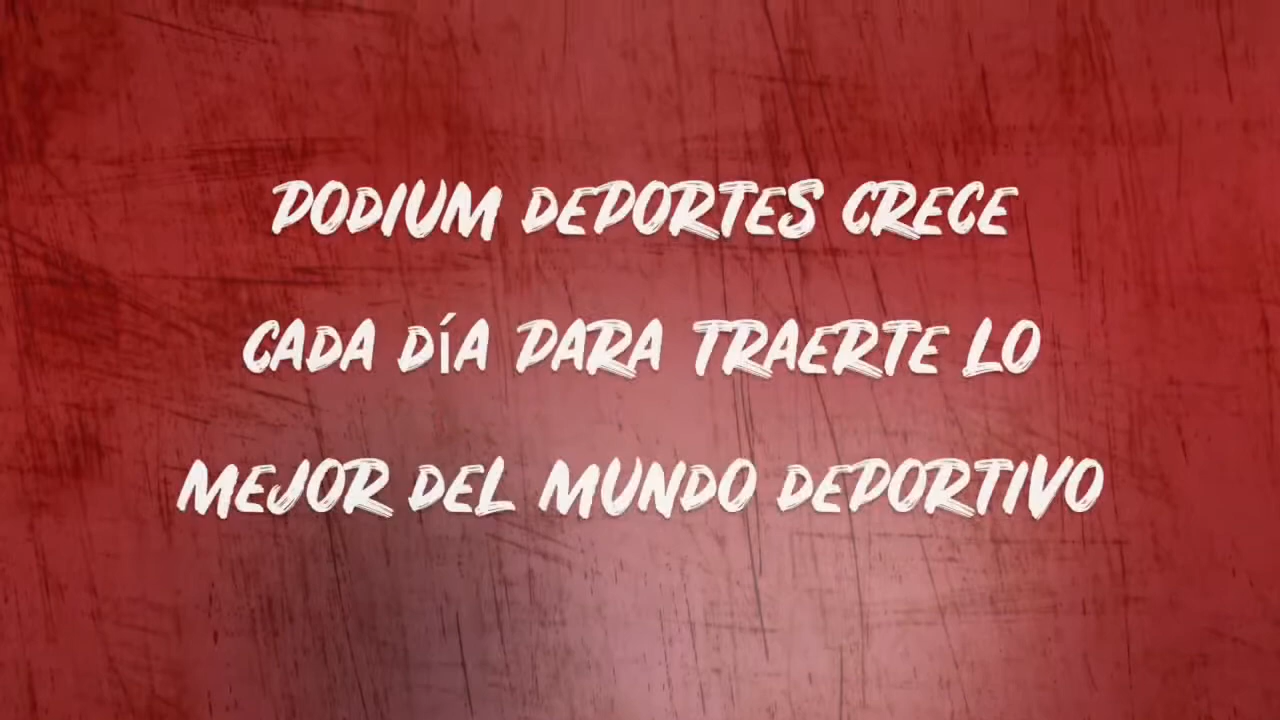 PODIUM DEPORTES CRECE
CADA DÍA PARA TRAERTE LO
MEJOR DEL MUNDO DEPORTIVO